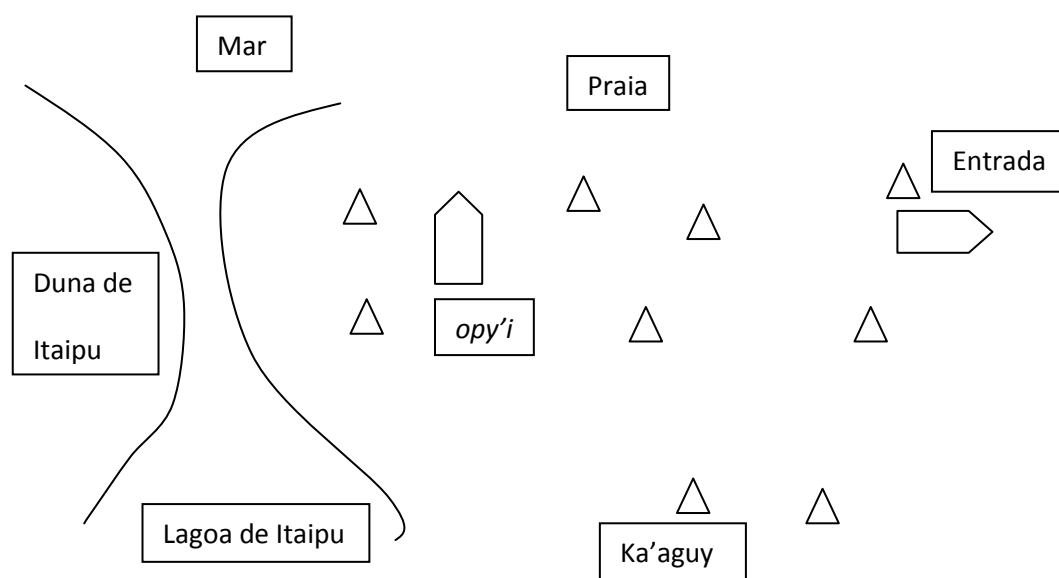 Mar
Praia
Entrada
Duna de
Itaipu
opy’i
Lagoa de Itaipu
Ka’aguy